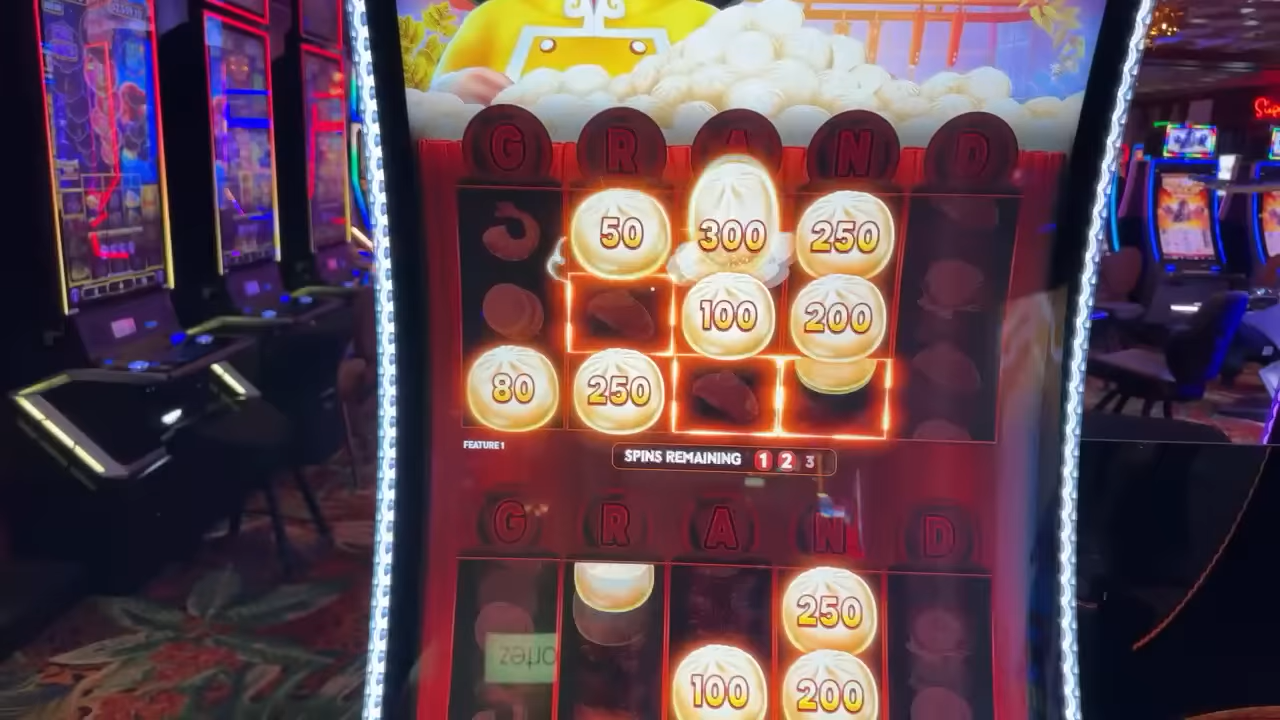 G R A N D
50 300 250
100 200
80 250
FEATURE 1
SPINS REMAINING 1 2 3
G R A N D
250
100 200